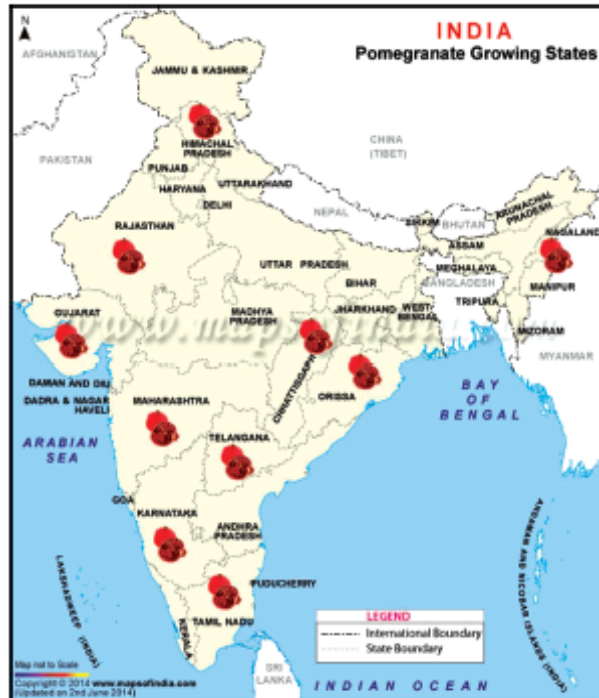 N
INDIA
Pomegranate Growing States
AFGHANISTAN
JAMMU & KASHMIR
CHINA
(TIBET)
PAKISTAN
HIMACHAL
PRADESH
PUNJAB
UTTARAKHAND
HARYANA
DELHI
NEPAL
ARUNACHAL
PRADESH
SIKKIM
BHUTAN
NAGALAND
RAJASTHAN
UTTAR PRADESH
ASSAM
BIHAR
MEGHALAYA
BANGLADESH
MANIPUR
GUJARAT
MADHYA
PRADESH
JHARKHAND
WEST
BENGAL
TRIPURA
MIZORAM
MYANMAR
CHHATTISGARH
DAMAN AND DIU
DADRA & NAGAR
HAVELI
MAHARASHTRA
ORISSA
BAY
OF
BENGAL
ARABIAN
SEA
TELANGANA
GOA
KARNATAKA
ANDHRA
PRADESH
ANDAMAN AND NICOBAR ISLANDS (INDIA)
LAKSHADWEEP (INDIA)
PUDUCHERRY
TAMIL NADU
KERALA
LEGEND
International Boundary
State Boundary
SRI
LANKA
Map not to Scale
Copyright © 2014 www.mapsofindia.com
(Updated on 2nd June 2014)
INDIAN OCEAN